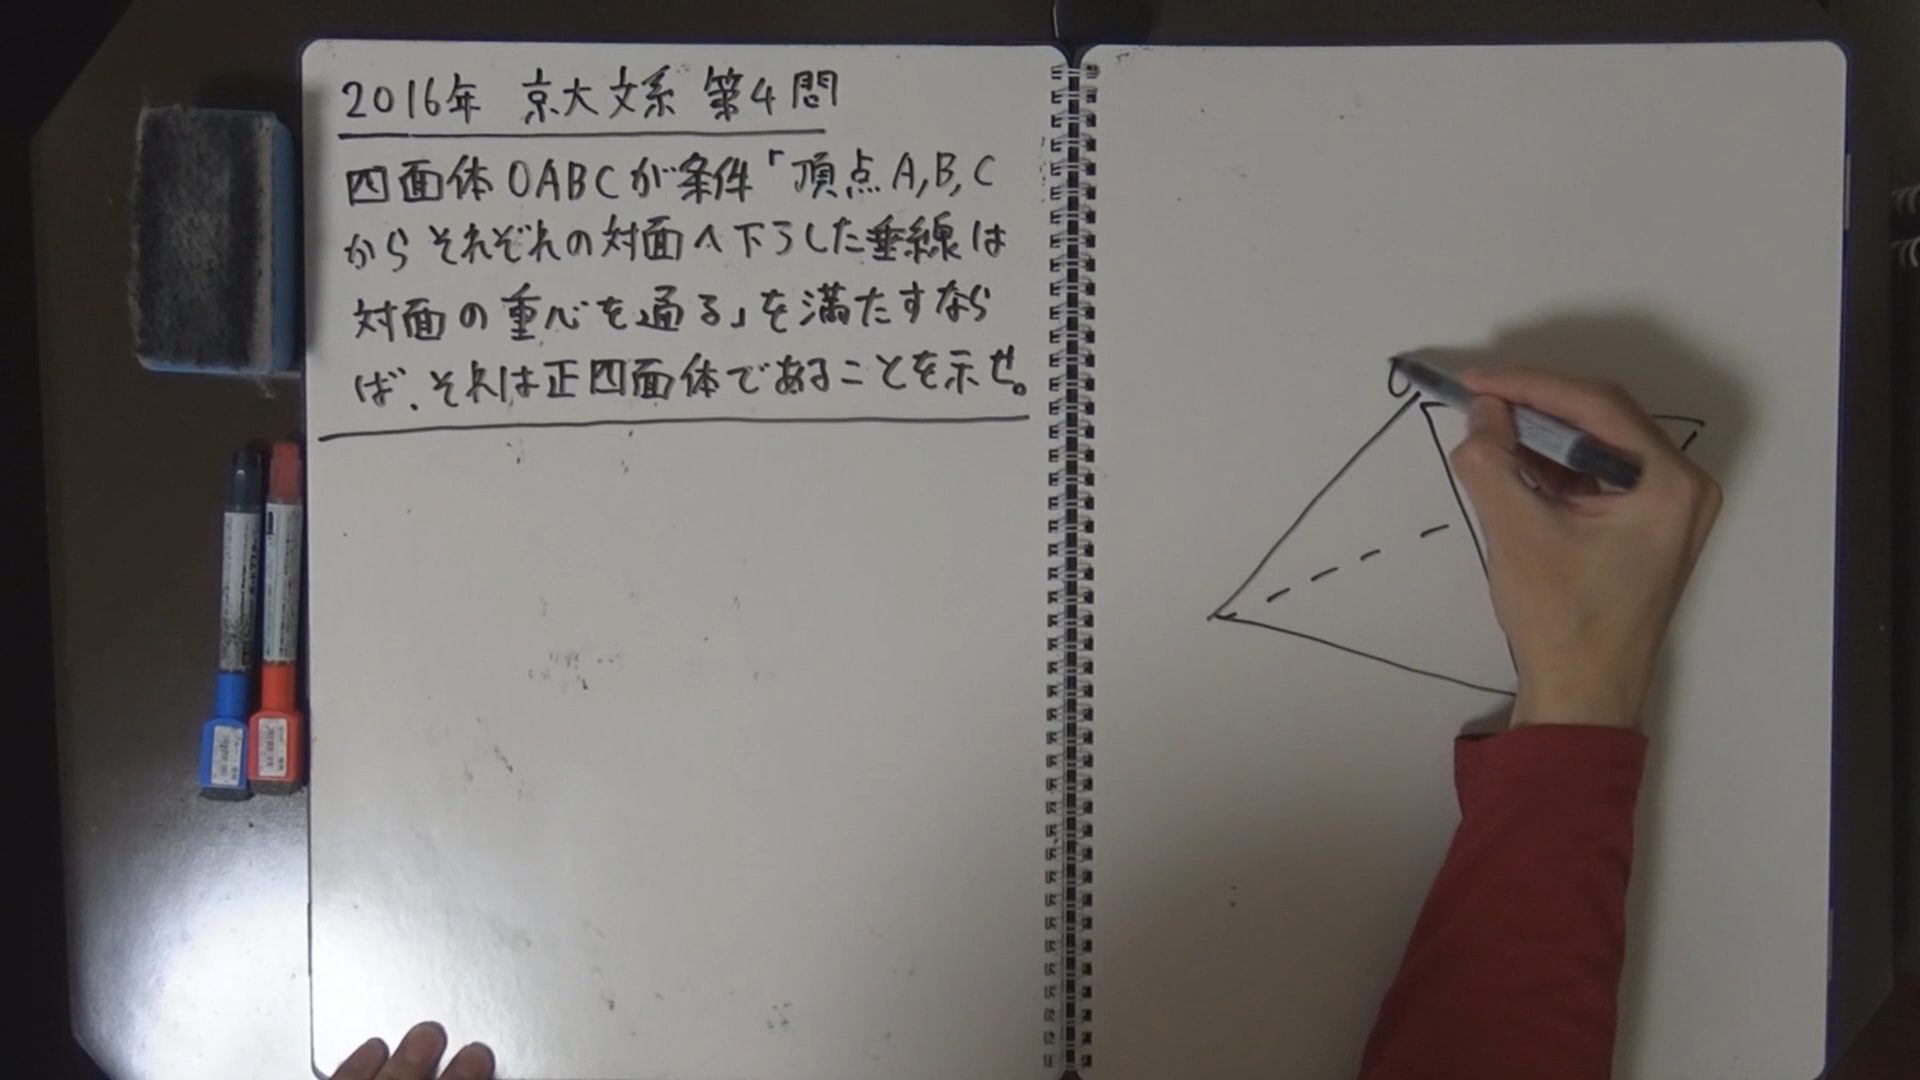 2016年 京大文系 第4問
四面体OABCが条件「頂点A,B,C
からそれぞれの対面へ下ろした垂線は
対面の重心を通る」を満たすなら
ば、それは正四面体であることを示せ。
O